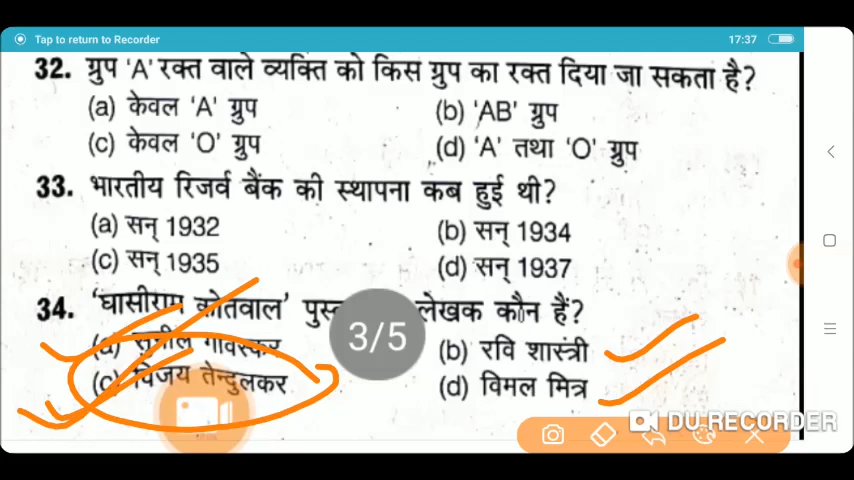 Tap to return to Recorder 17:37
32. ग्रुप 'A' रक्त वाले व्यक्ति को किस ग्रुप का रक्त दिया जा सकता है?
(a) केवल 'A' ग्रुप (b) 'AB' ग्रुप
(c) केवल 'O' ग्रुप (d) 'A' तथा 'O' ग्रुप
33. भारतीय रिजर्व बैंक की स्थापना कब हुई थी?
(a) सन् 1932 (b) सन् 1934
(c) सन् 1935 (d) सन् 1937
34. 'घासीराम कोतवाल' लेखक कौन हैं?
3/5
(a) सुनील गावस्कर (b) रवि शास्त्री
(c) विजय तेन्दुलकर (d) विमल मित्र
DU RECORDER